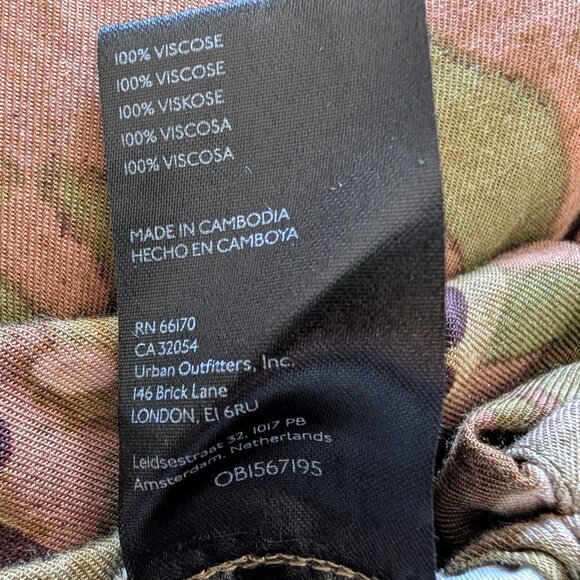 100% VISCOSE
100% VISCOSE
100% VISKOSE
100% VISCOSA
100% VISCOSA
MADE IN CAMBODIA
HECHO EN CAMBOYA
RN 66170
CA 32054
Urban Outfitters, Inc.
146 Brick Lane
LONDON, E1 6RU
Leidsestraat 32, 1017 PB
Amsterdam, Netherlands
OB1567195